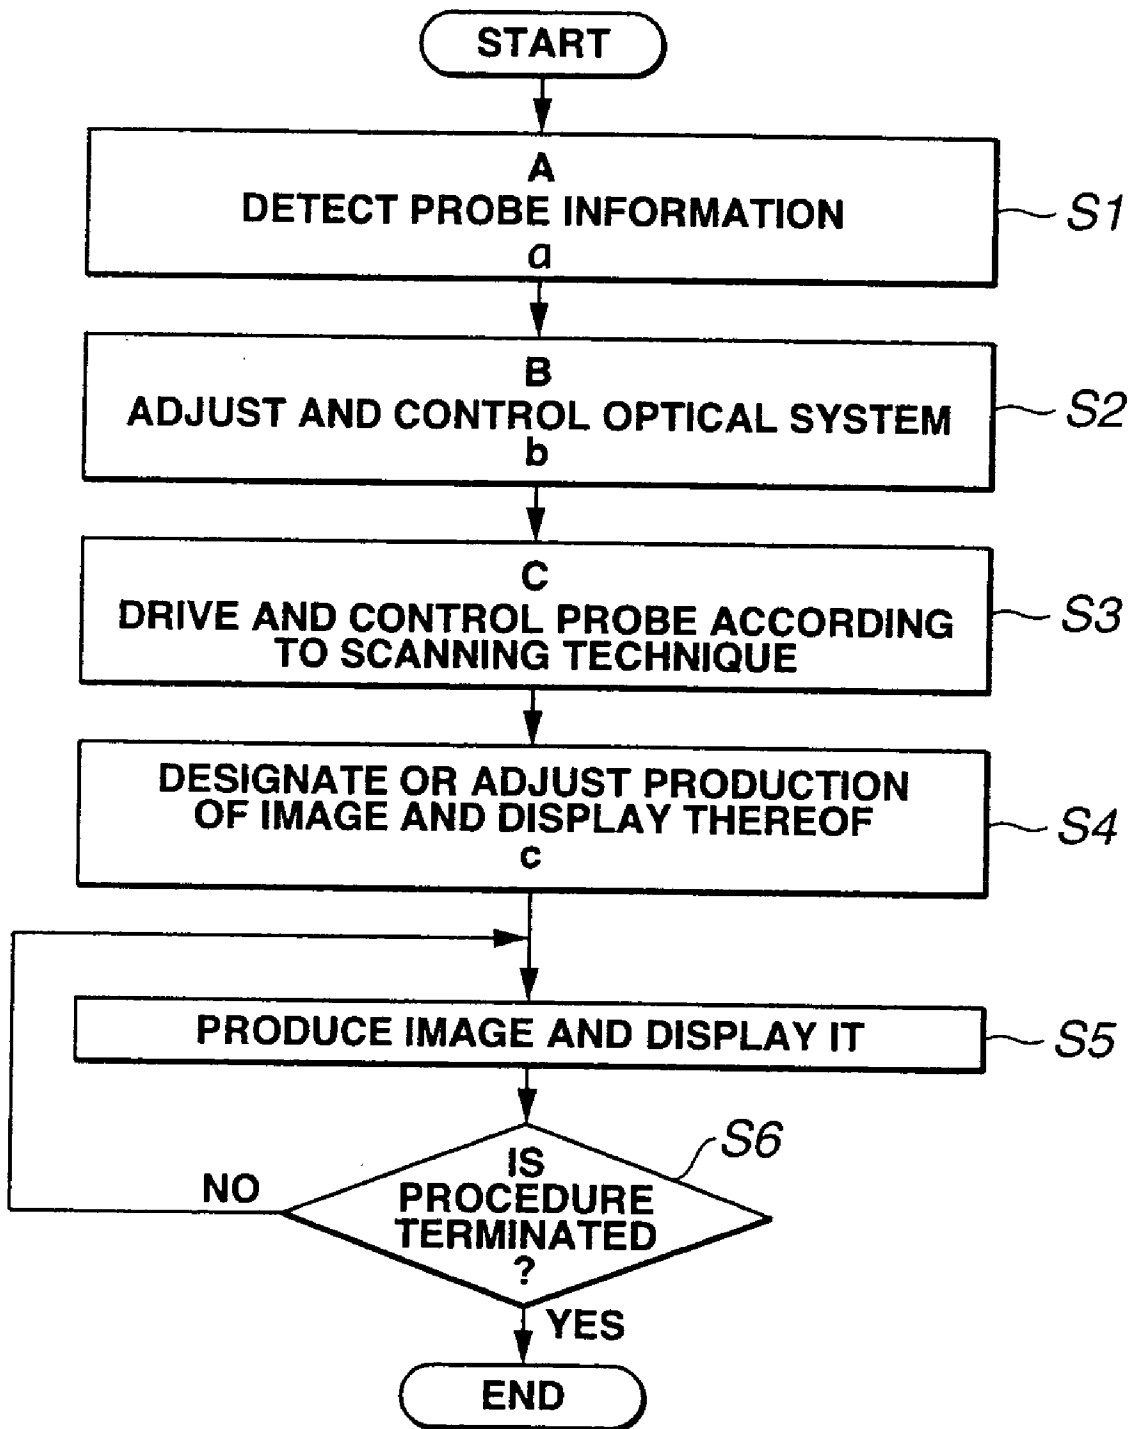 START
A
DETECT PROBE INFORMATION
a
S1
B
ADJUST AND CONTROL OPTICAL SYSTEM
b
S2
C
DRIVE AND CONTROL PROBE ACCORDING
TO SCANNING TECHNIQUE
S3
DESIGNATE OR ADJUST PRODUCTION
OF IMAGE AND DISPLAY THEREOF
c
S4
PRODUCE IMAGE AND DISPLAY IT
S5
S6
IS
PROCEDURE
TERMINATED
?
NO
YES
END